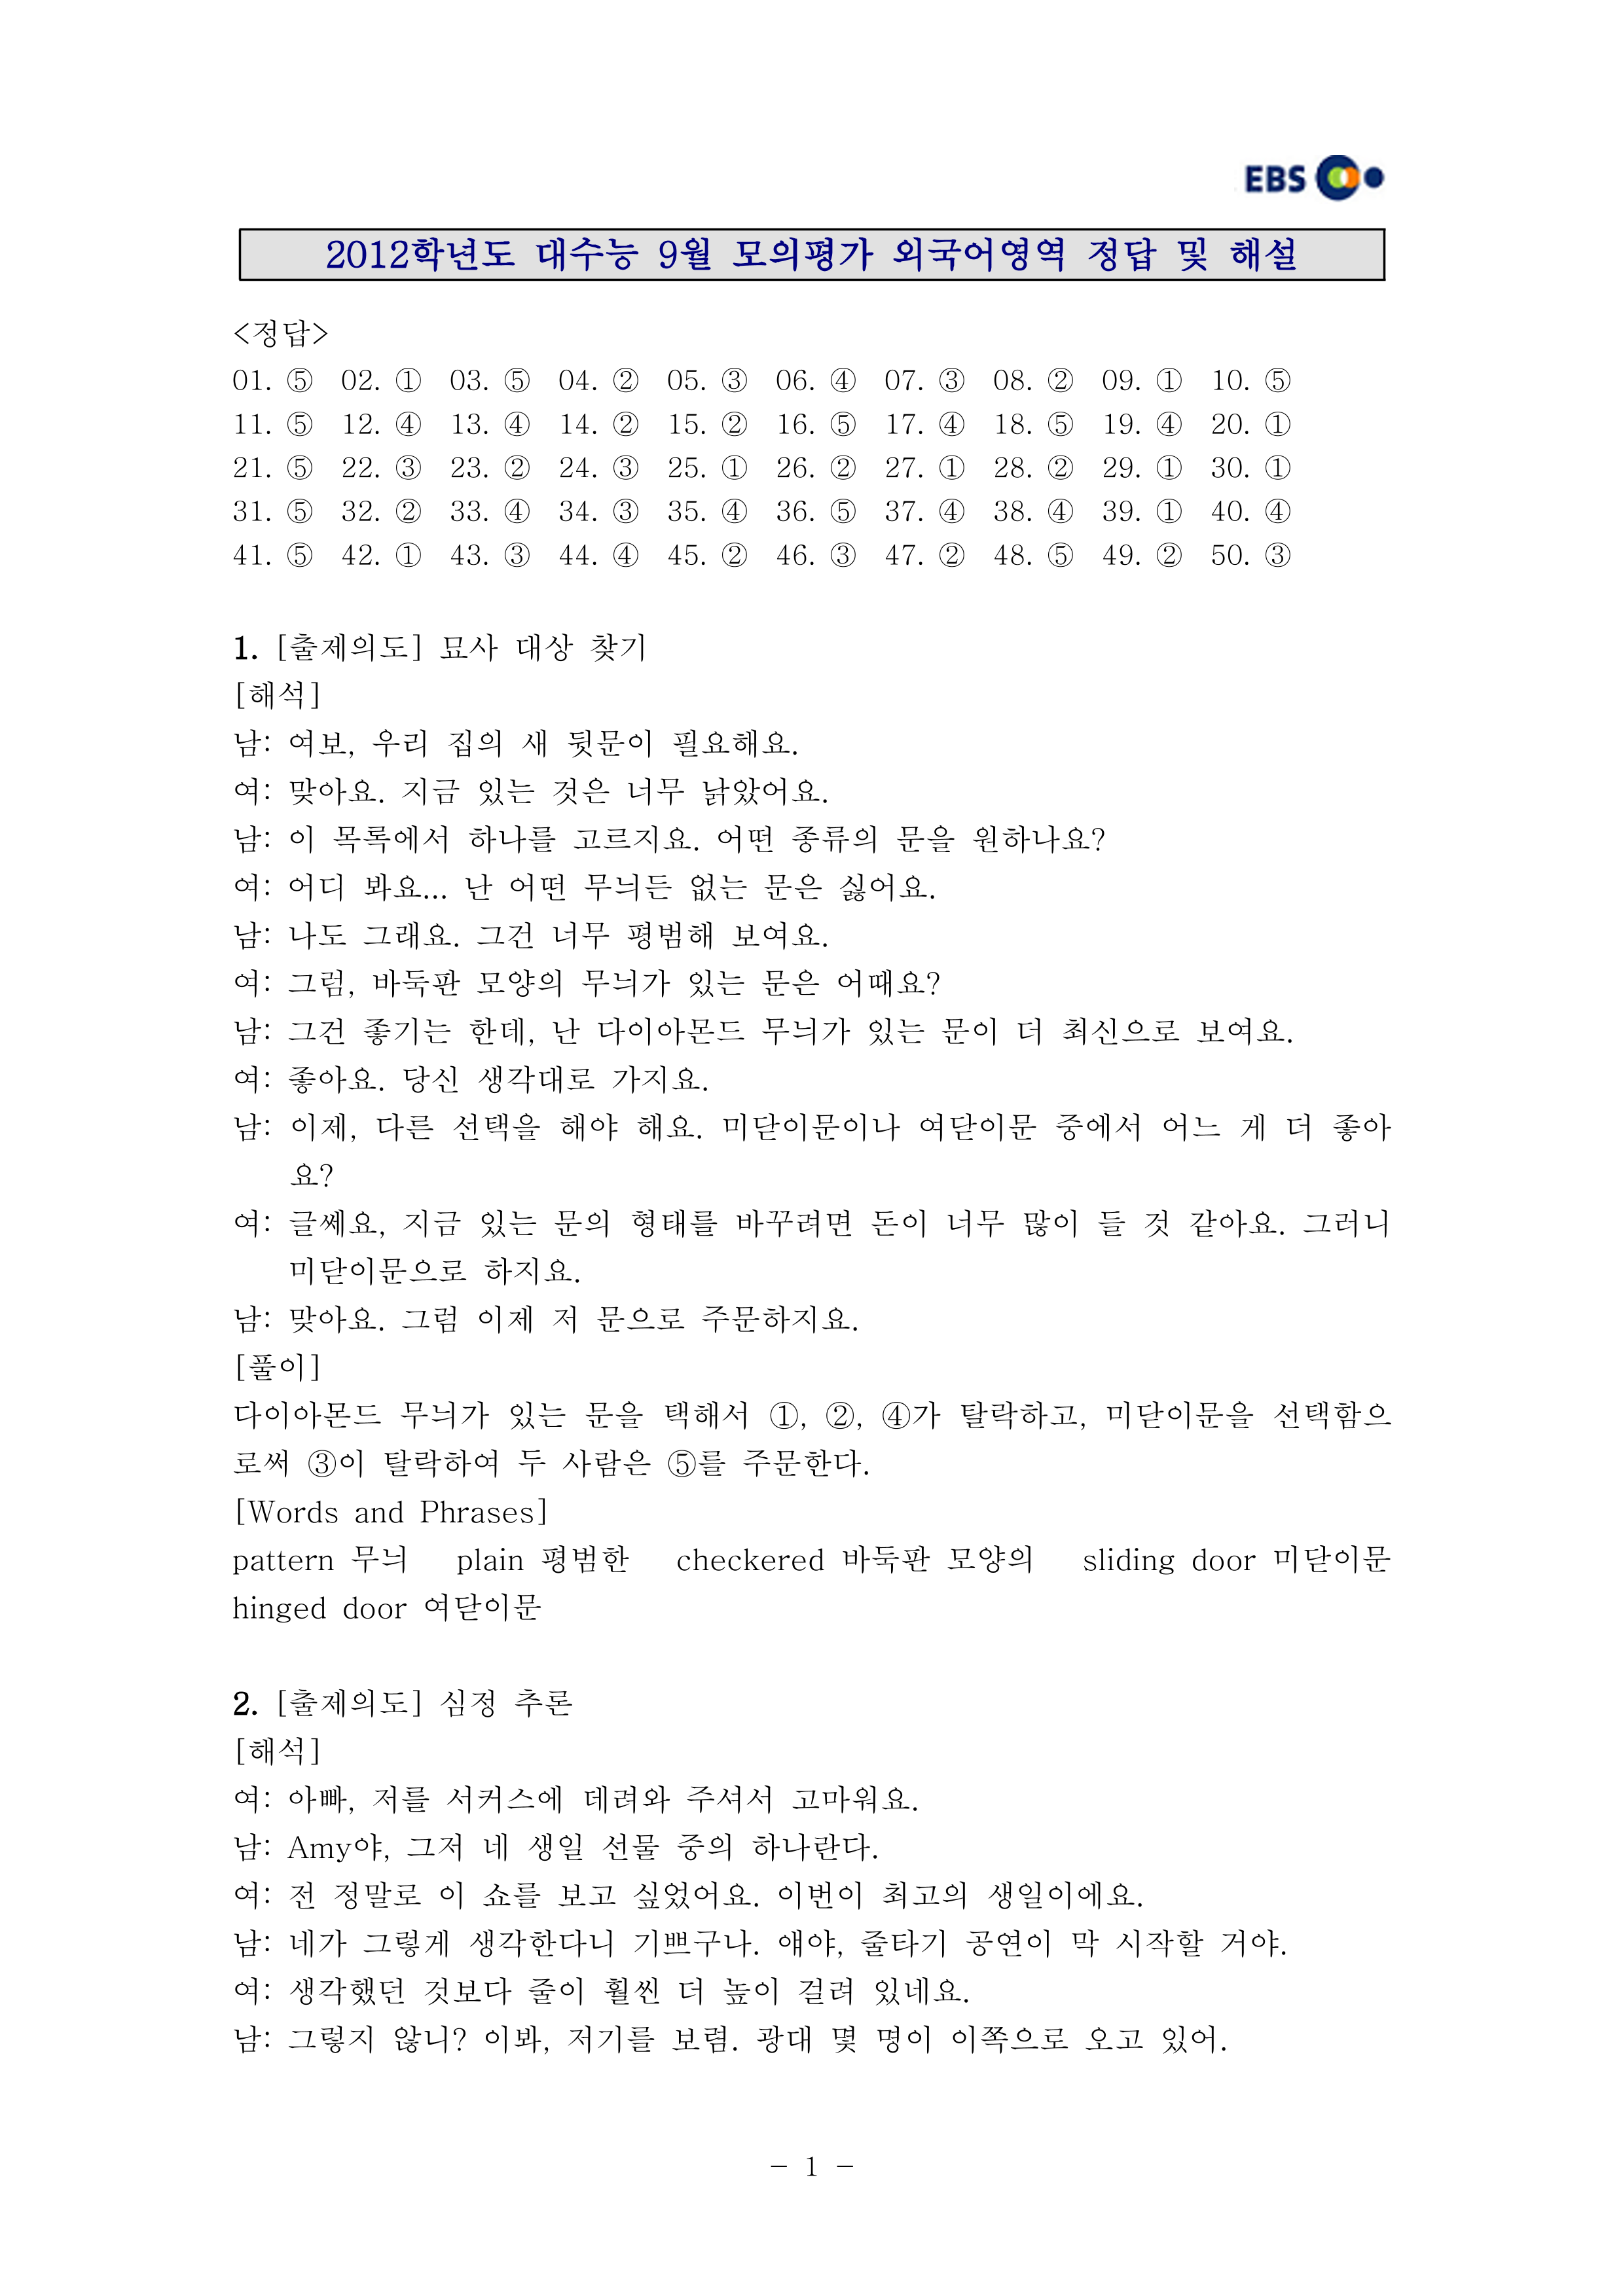 EBS
2012학년도 대수능 9월 모의평가 외국어영역 정답 및 해설
<정답>
01. ⑤ 02. ① 03. ⑤ 04. ② 05. ③ 06. ④ 07. ③ 08. ② 09. ① 10. ⑤
11. ⑤ 12. ④ 13. ④ 14. ② 15. ② 16. ⑤ 17. ④ 18. ⑤ 19. ④ 20. ①
21. ⑤ 22. ③ 23. ② 24. ③ 25. ① 26. ② 27. ① 28. ② 29. ① 30. ①
31. ⑤ 32. ② 33. ④ 34. ③ 35. ④ 36. ⑤ 37. ④ 38. ④ 39. ① 40. ④
41. ⑤ 42. ① 43. ③ 44. ④ 45. ② 46. ③ 47. ② 48. ⑤ 49. ② 50. ③
1. [출제의도] 묘사 대상 찾기
[해석]
남: 여보, 우리 집의 새 뒷문이 필요해요.
여: 맞아요. 지금 있는 것은 너무 낡았어요.
남: 이 목록에서 하나를 고르지요. 어떤 종류의 문을 원하나요?
여: 어디 봐요... 난 어떤 무늬든 없는 문은 싫어요.
남: 나도 그래요. 그건 너무 평범해 보여요.
여: 그럼, 바둑판 모양의 무늬가 있는 문은 어때요?
남: 그건 좋기는 한데, 난 다이아몬드 무늬가 있는 문이 더 최신으로 보여요.
여: 좋아요. 당신 생각대로 가지요.
남: 이제, 다른 선택을 해야 해요. 미닫이문이나 여닫이문 중에서 어느 게 더 좋아
요?
여: 글쎄요, 지금 있는 문의 형태를 바꾸려면 돈이 너무 많이 들 것 같아요. 그러니
미닫이문으로 하지요.
남: 맞아요. 그럼 이제 저 문으로 주문하지요.
[풀이]
다이아몬드 무늬가 있는 문을 택해서 ①, ②, ④가 탈락하고, 미닫이문을 선택함으
로써 ③이 탈락하여 두 사람은 ⑤를 주문한다.
[Words and Phrases]
pattern 무늬 plain 평범한 checkered 바둑판 모양의 sliding door 미닫이문
hinged door 여닫이문
2. [출제의도] 심정 추론
[해석]
여: 아빠, 저를 서커스에 데려와 주셔서 고마워요.
남: Amy야, 그저 네 생일 선물 중의 하나란다.
여: 전 정말로 이 쇼를 보고 싶었어요. 이번이 최고의 생일이에요.
남: 네가 그렇게 생각한다니 기쁘구나. 얘야, 줄타기 공연이 막 시작할 거야.
여: 생각했던 것보다 줄이 훨씬 더 높이 걸려 있네요.
남: 그렇지 않니? 이봐, 저기를 보렴. 광대 몇 명이 이쪽으로 오고 있어.
- 1 -